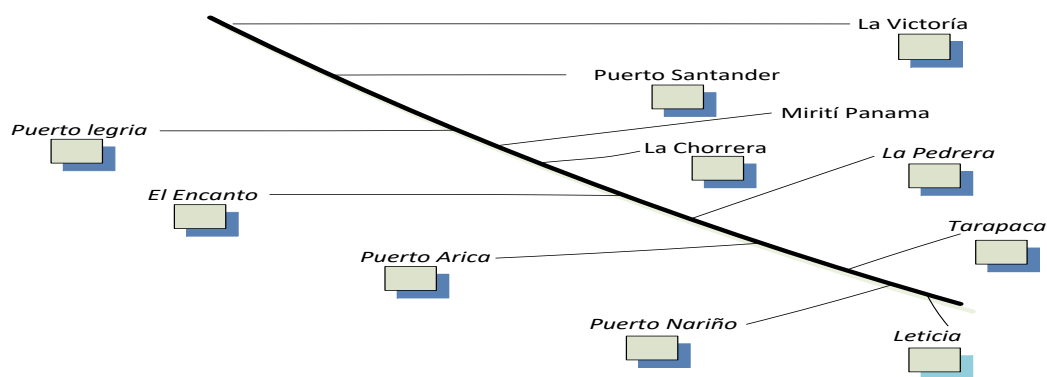 La Victoría
Puerto Santander
Mirití Panama
Puerto legria
La Chorrera
La Pedrera
El Encanto
Tarapaca
Puerto Arica
Puerto Nariño
Leticia